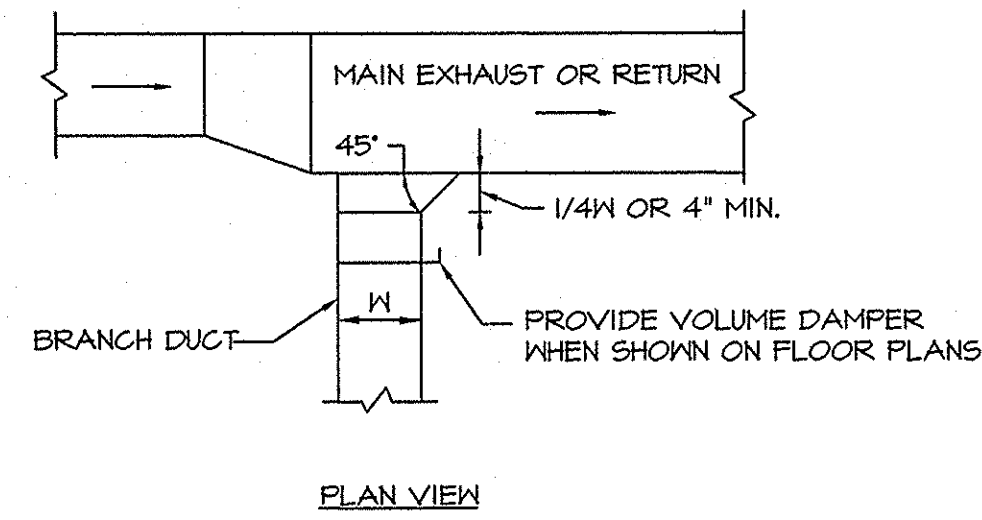 MAIN EXHAUST OR RETURN
45°
1/4W OR 4" MIN.
W
BRANCH DUCT
PROVIDE VOLUME DAMPER
WHEN SHOWN ON FLOOR PLANS
PLAN VIEW